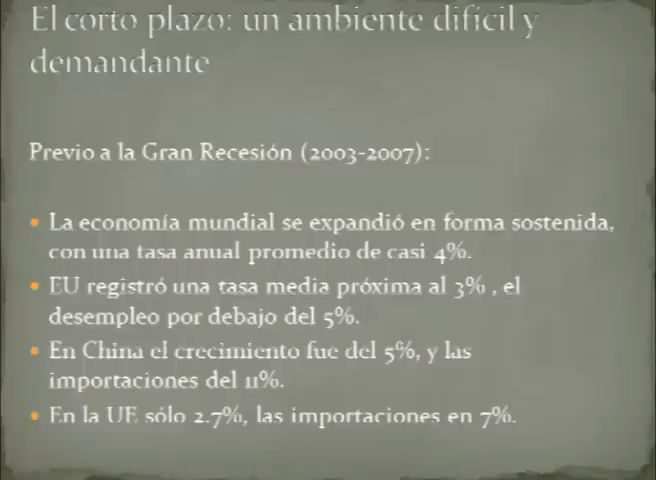 El corto plazo: un ambiente difícil y
demandante
Previo a la Gran Recesión (2003-2007):
• La economía mundial se expandió en forma sostenida,
con una tasa anual promedio de casi 4%.
• EU registró una tasa media próxima al 3% , el
desempleo por debajo del 5%.
• En China el crecimiento fue del 5%, y las
importaciones del 11%.
• En la UE sólo 2.7%, las importaciones en 7%.